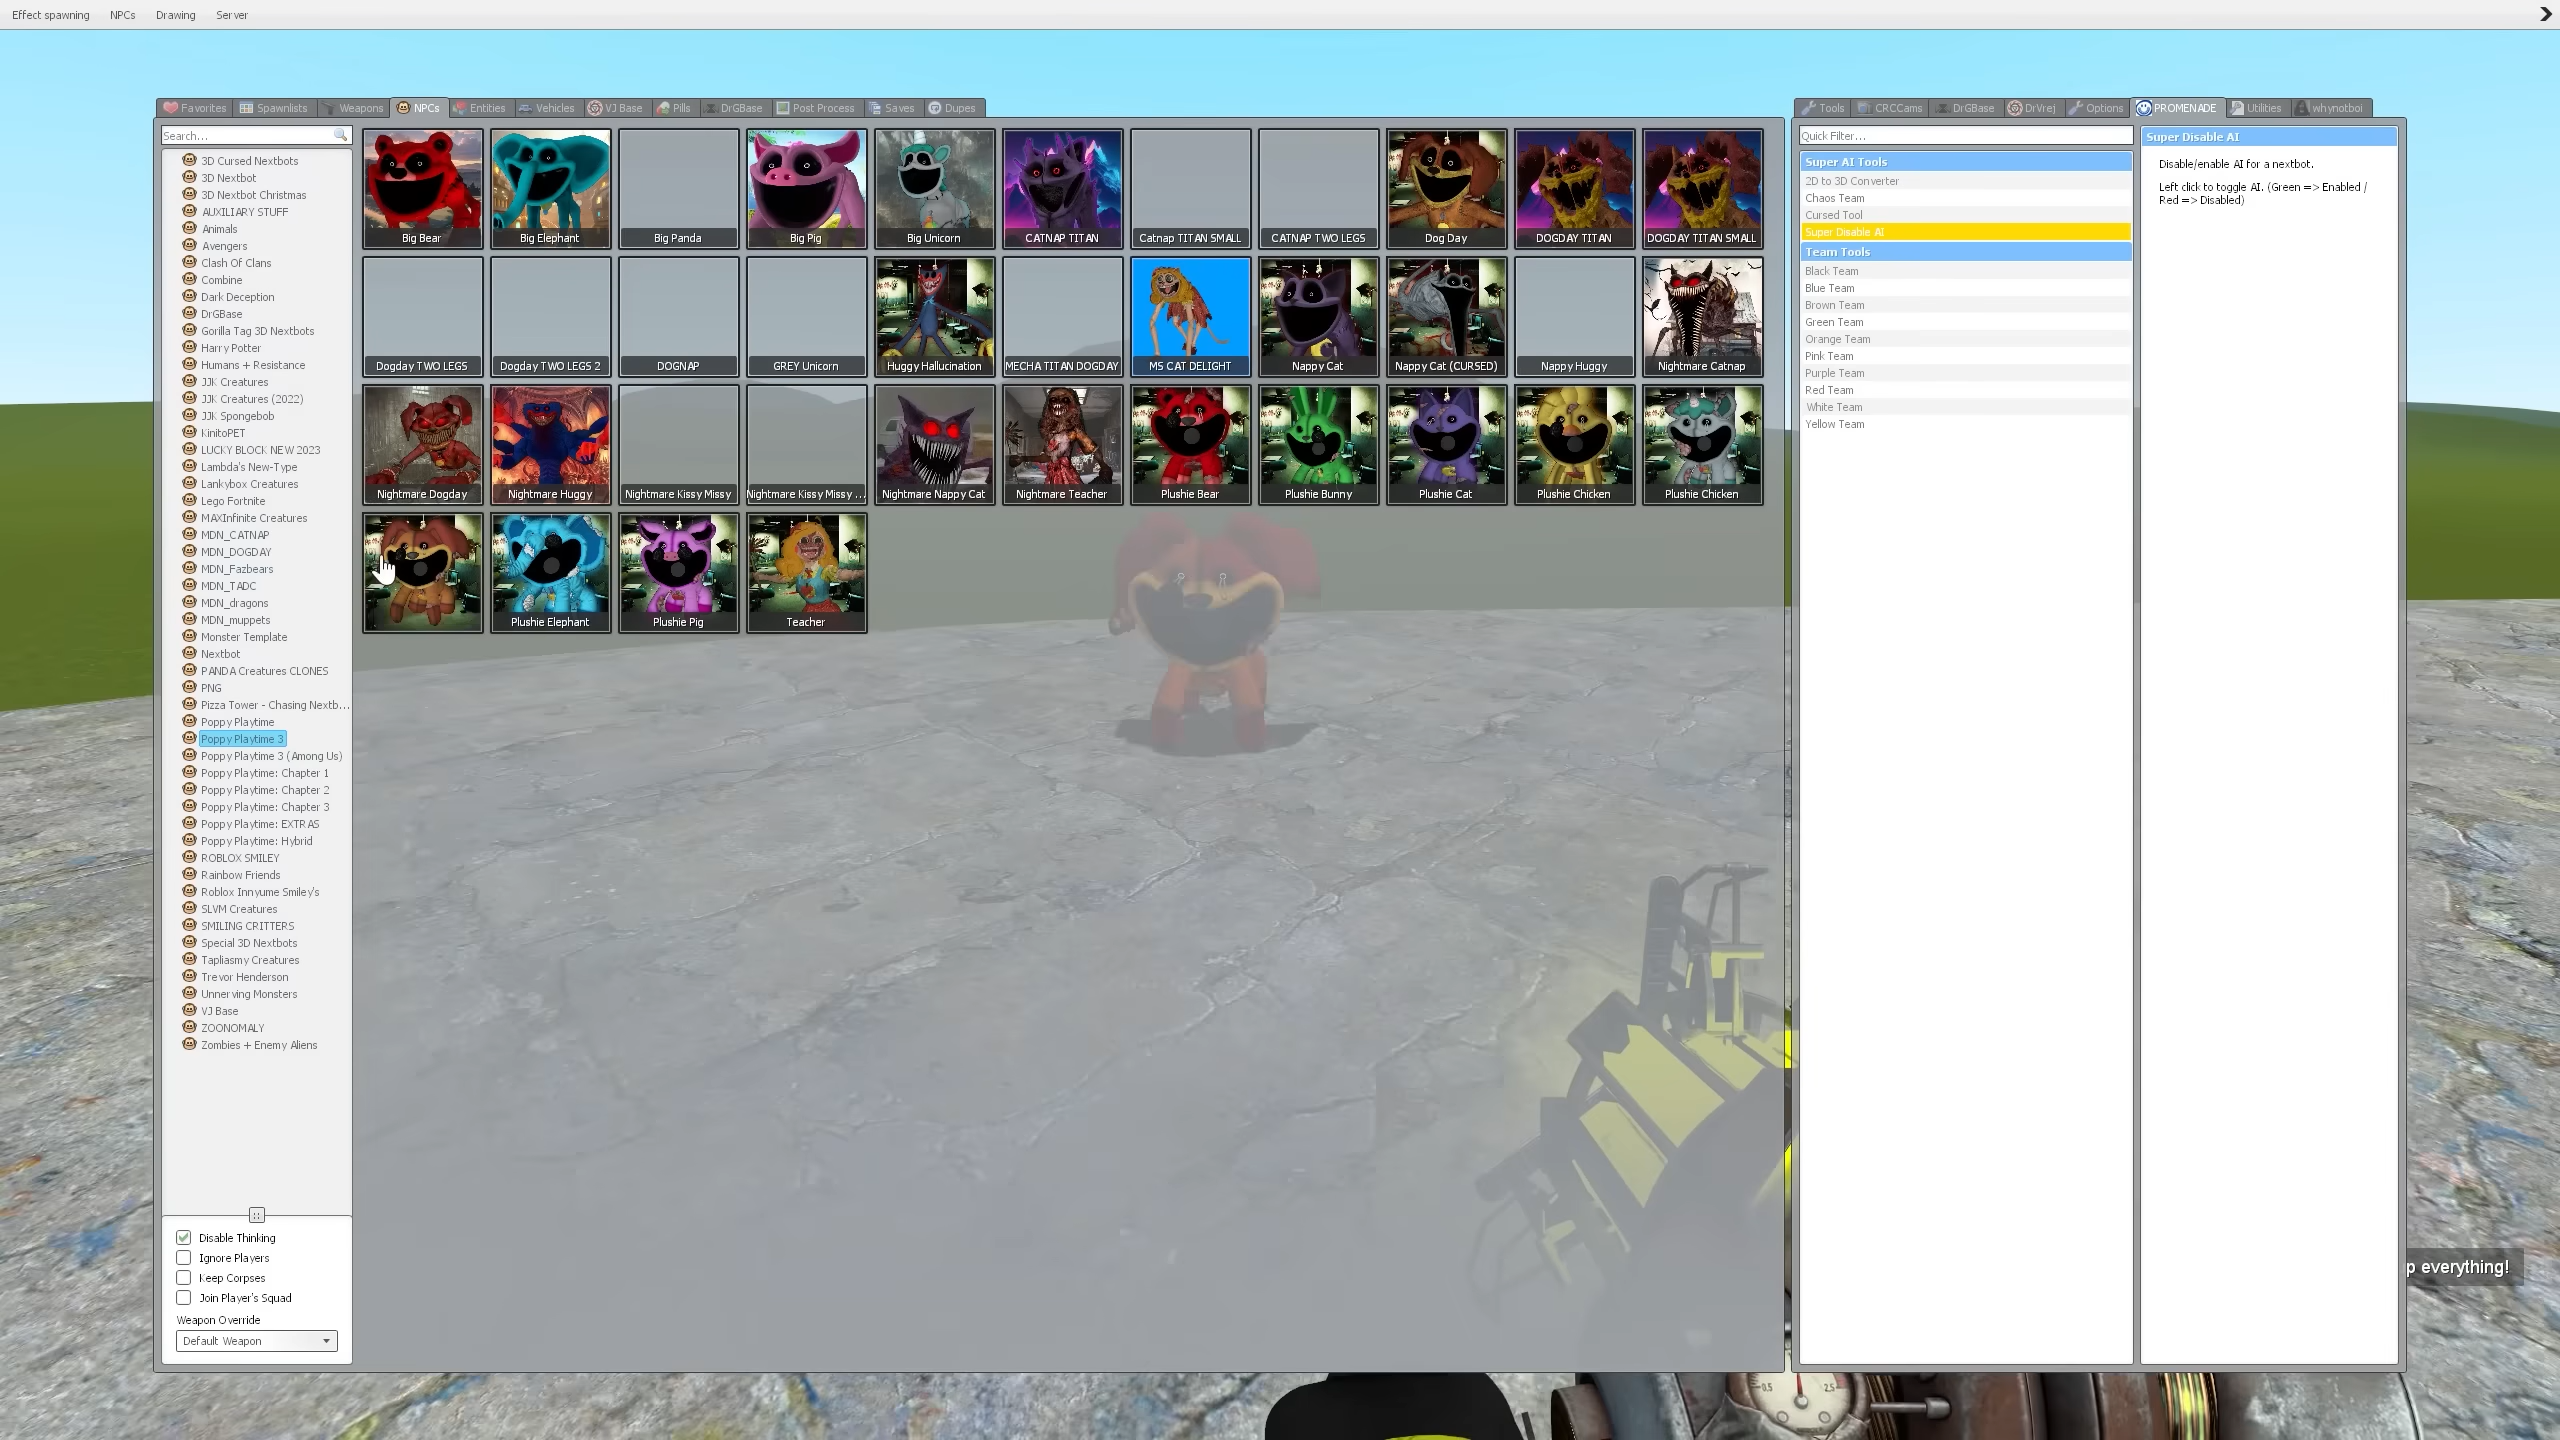 Effect spawning NPCs Drawing Server
Favorites Spawnlists Weapons NPCs Entities Vehicles VJ Base Pills DrGBase Post Process Saves Dupes
Search...
3D Cursed Nextbots
3D Nextbot
3D Nextbot Christmas
AUXILIARY STUFF
Animals
Avengers
Clash Of Clans
Combine
Dark Deception
DrGBase
Gorilla Tag 3D Nextbots
Harry Potter
Humans + Resistance
JJK Creatures
JJK Creatures (2022)
JJK Spongebob
KinitoPET
LUCKY BLOCK NEW 2023
Lambda's New-Type
Lankybox Creatures
Lego Fortnite
MAXInfinite Creatures
MDN_CATNAP
MDN_DOGDAY
MDN_Fazbears
MDN_TADC
MDN_dragons
MDN_muppets
Monster Template
Nextbot
PANDA Creatures CLONES
PNG
Pizza Tower - Chasing Nextb...
Poppy Playtime
Poppy Playtime 3
Poppy Playtime 3 (Among Us)
Poppy Playtime: Chapter 1
Poppy Playtime: Chapter 2
Poppy Playtime: Chapter 3
Poppy Playtime: EXTRAS
Poppy Playtime: Hybrid
ROBLOX SMILEY
Rainbow Friends
Roblox Innyume Smiley's
SLVM Creatures
SMILING CRITTERS
Special 3D Nextbots
Tapliasmy Creatures
Trevor Henderson
Unnerving Monsters
VJ Base
ZOONOMALY
Zombies + Enemy Aliens
Disable Thinking
Ignore Players
Keep Corpses
Join Player's Squad
Weapon Override
Default Weapon
Big Bear Big Elephant Big Panda Big Pig Big Unicorn CATNAP TITAN Catnap TITAN SMALL CATNAP TWO LEGS Dog Day DOGDAY TITAN DOGDAY TITAN SMALL
Dogday TWO LEGS Dogday TWO LEGS 2 DOGNAP GREY Unicorn Huggy Hallucination MECHA TITAN DOGDAY MS CAT DELIGHT Nappy Cat Nappy Cat (CURSED) Nappy Huggy Nightmare Catnap
Nightmare Dogday Nightmare Huggy Nightmare Kissy Missy Nightmare Kissy Missy ... Nightmare Nappy Cat Nightmare Teacher Plushie Bear Plushie Bunny Plushie Cat Plushie Chicken Plushie Chicken
Plushie Elephant Plushie Pig Teacher
Tools CRCCams DrGBase DrVrej Options PROMENADE Utilities whynotboi
Quick Filter...
Super AI Tools
2D to 3D Converter
Chaos Team
Cursed Tool
Super Disable AI
Team Tools
Black Team
Blue Team
Brown Team
Green Team
Orange Team
Pink Team
Purple Team
Red Team
White Team
Yellow Team
Super Disable AI
Disable/enable AI for a nextbot.
Left click to toggle AI. (Green => Enabled /
Red => Disabled)
p everything!
0.5 2.5